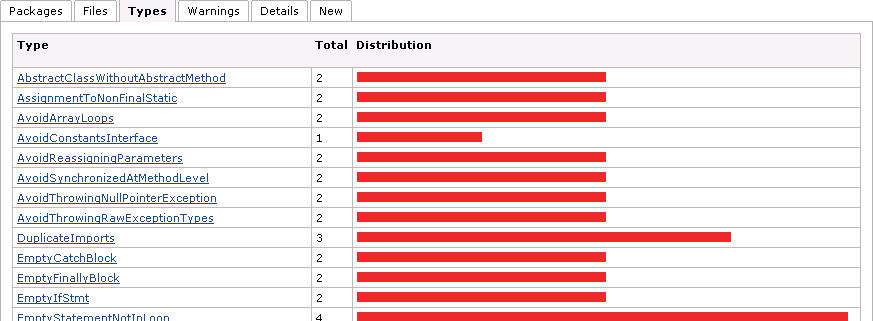 Packages Files Types Warnings Details New
Type Total Distribution
AbstractClassWithoutAbstractMethod 2
AssignmentToNonFinalStatic 2
AvoidArrayLoops 2
AvoidConstantsInterface 1
AvoidReassigningParameters 2
AvoidSynchronizedAtMethodLevel 2
AvoidThrowingNullPointerException 2
AvoidThrowingRawExceptionTypes 2
DuplicateImports 3
EmptyCatchBlock 2
EmptyFinallyBlock 2
EmptyIfStmt 2
EmptyStatementNotInLoop 4